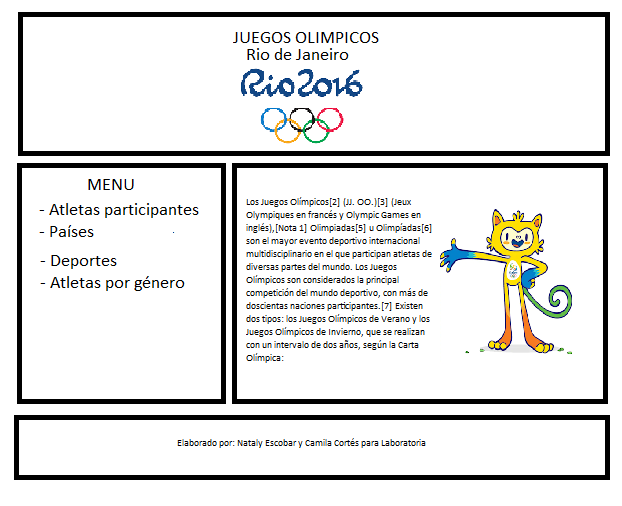 JUEGOS OLIMPICOS
Rio de Janeiro
Rio2016
MENU
- Atletas participantes
- Países
- Deportes
- Atletas por género
Los Juegos Olímpicos[2] (JJ. OO.)[3] (Jeux
Olympiques en francés y Olympic Games en
inglés),[Nota 1] Olimpiadas[5] u Olimpíadas[6]
son el mayor evento deportivo internacional
multidisciplinario en el que participan atletas de
diversas partes del mundo. Los Juegos
Olímpicos son considerados la principal
competición del mundo deportivo, con más de
doscientas naciones participantes.[7] Existen
dos tipos: los Juegos Olímpicos de Verano y los
Juegos Olímpicos de Invierno, que se realizan
con un intervalo de dos años, según la Carta
Olímpica:
Elaborado por: Nataly Escobar y Camila Cortés para Laboratoria